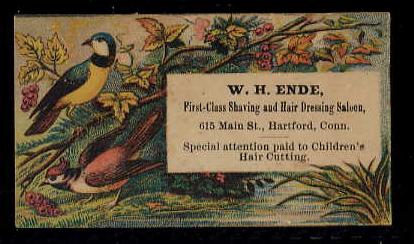 W. H. ENDE,
First-Class Shaving and Hair Dressing Saloon,
615 Main St., Hartford, Conn.
Special attention paid to Children's
Hair Cutting.